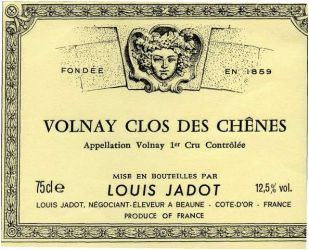 FONDÉE EN 1859
VOLNAY CLOS DES CHÊNES
Appellation Volnay 1er Cru Contrôlée
MISE EN BOUTEILLES PAR
75cl e LOUIS JADOT 12,5% vol.
LOUIS JADOT, NÉGOCIANT-ÉLEVEUR A BEAUNE - COTE-D'OR - FRANCE
PRODUCE OF FRANCE